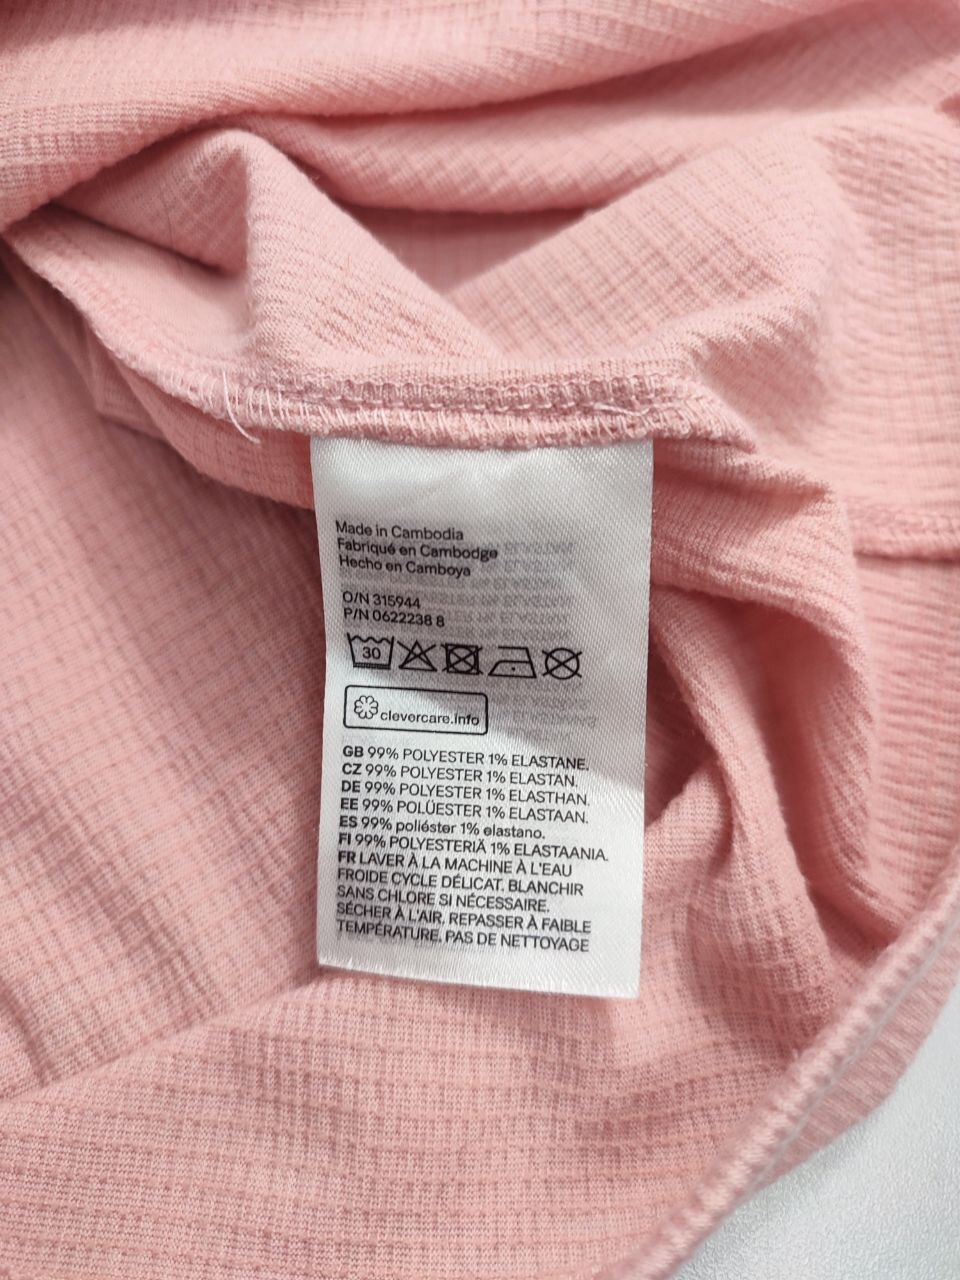 Made in Cambodia
Fabriqué en Cambodge
Hecho en Camboya
O/N 315944
P/N 0622238 8
30
clevercare.info
GB 99% POLYESTER 1% ELASTANE.
CZ 99% POLYESTER 1% ELASTAN.
DE 99% POLYESTER 1% ELASTHAN.
EE 99% POLÜESTER 1% ELASTAAN.
ES 99% poliéster 1% elastano.
FI 99% POLYESTERIÄ 1% ELASTAANIA.
FR LAVER À LA MACHINE À L'EAU
FROIDE CYCLE DÉLICAT. BLANCHIR
SANS CHLORE SI NÉCESSAIRE.
SÉCHER À L'AIR, REPASSER À FAIBLE
TEMPÉRATURE, PAS DE NETTOYAGE